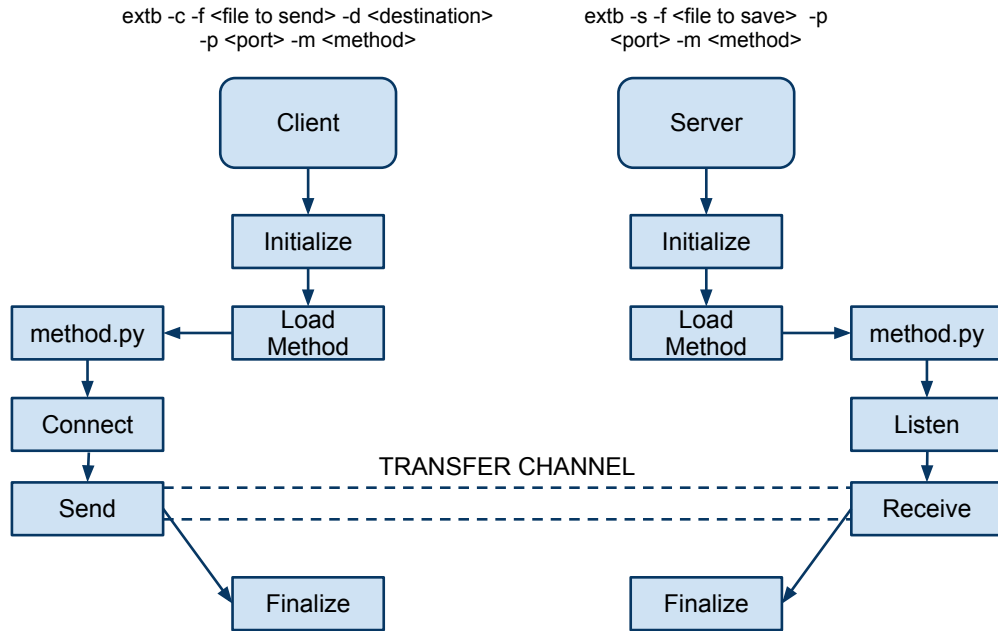 extb -c -f <file to send> -d <destination>
-p <port> -m <method>
extb -s -f <file to save>  -p
<port> -m <method>
Client
Server
Initialize
Initialize
method.py
Load
Method
Load
Method
method.py
Connect
Listen
TRANSFER CHANNEL
Send
Receive
Finalize
Finalize